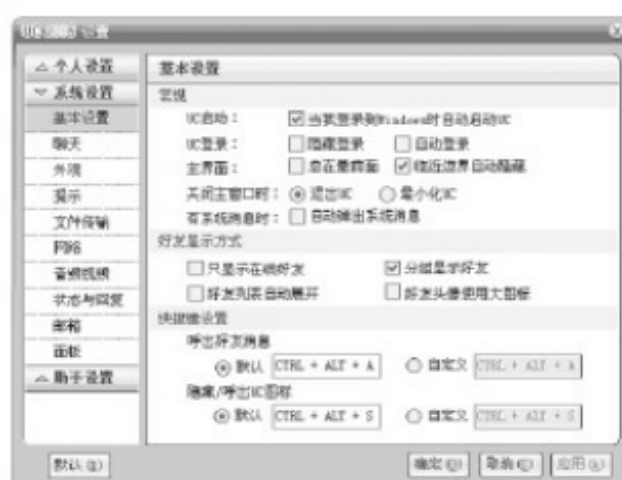 UC 2003 设置
个人设置
系统设置
基本设置
聊天
外观
提示
文件传输
网络
音频视频
状态与回复
邮箱
面板
助手设置
基本设置
常规
UC启动： 当我登录到Windows时自动启动UC
UC登录： 隐藏登录 自动登录
主界面： 总在最前面 临近边界自动隐藏
关闭主窗口时： 退出UC 最小化UC
有系统消息时： 自动弹出系统消息
好友显示方式
只显示在线好友 分组显示好友
好友列表自动展开 好友头像使用大图标
快捷键设置
呼出好友消息
默认 CTRL + ALT + A 自定义 CTRL + ALT + A
隐藏/呼出UC图标
默认 CTRL + ALT + S 自定义 CTRL + ALT + S
默认(D) 确定(O) 取消(C) 应用(A)